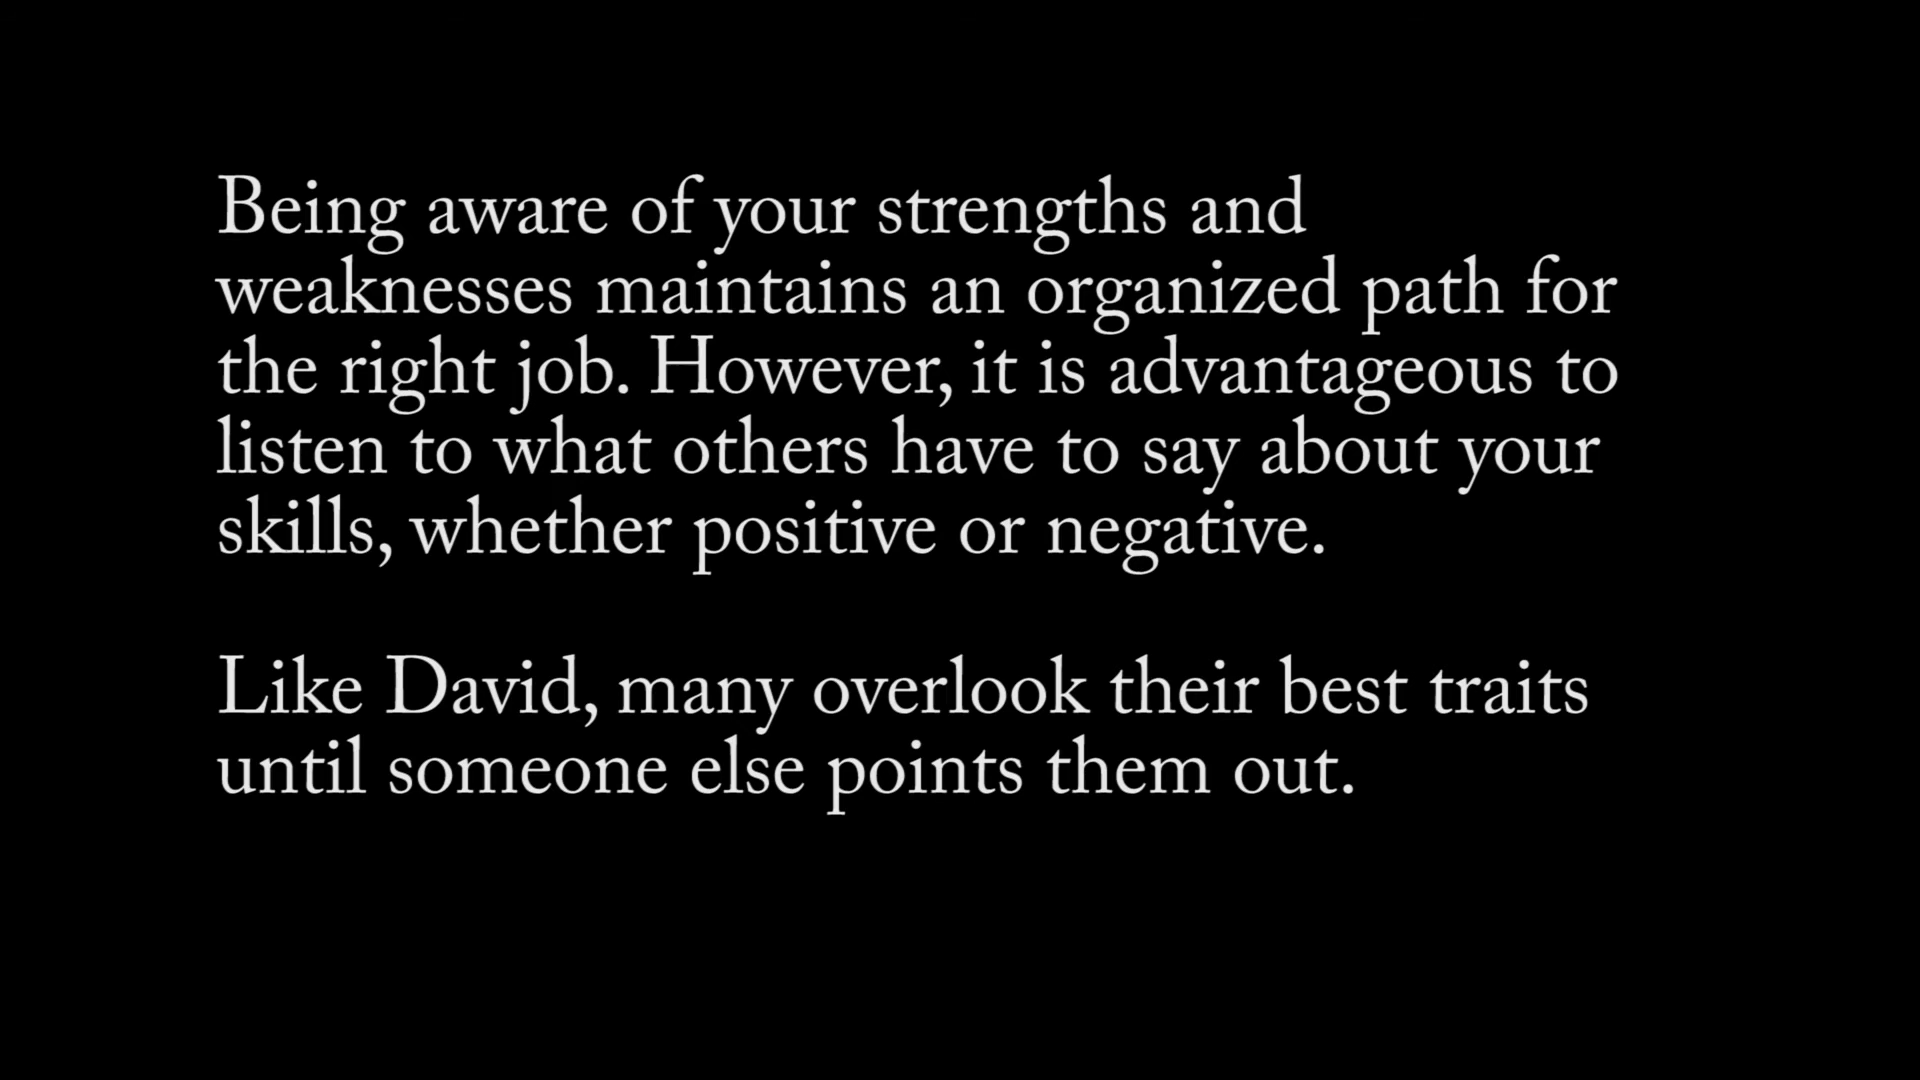 Being aware of your strengths and
weaknesses maintains an organized path for
the right job. However, it is advantageous to
listen to what others have to say about your
skills, whether positive or negative.
Like David, many overlook their best traits
until someone else points them out.